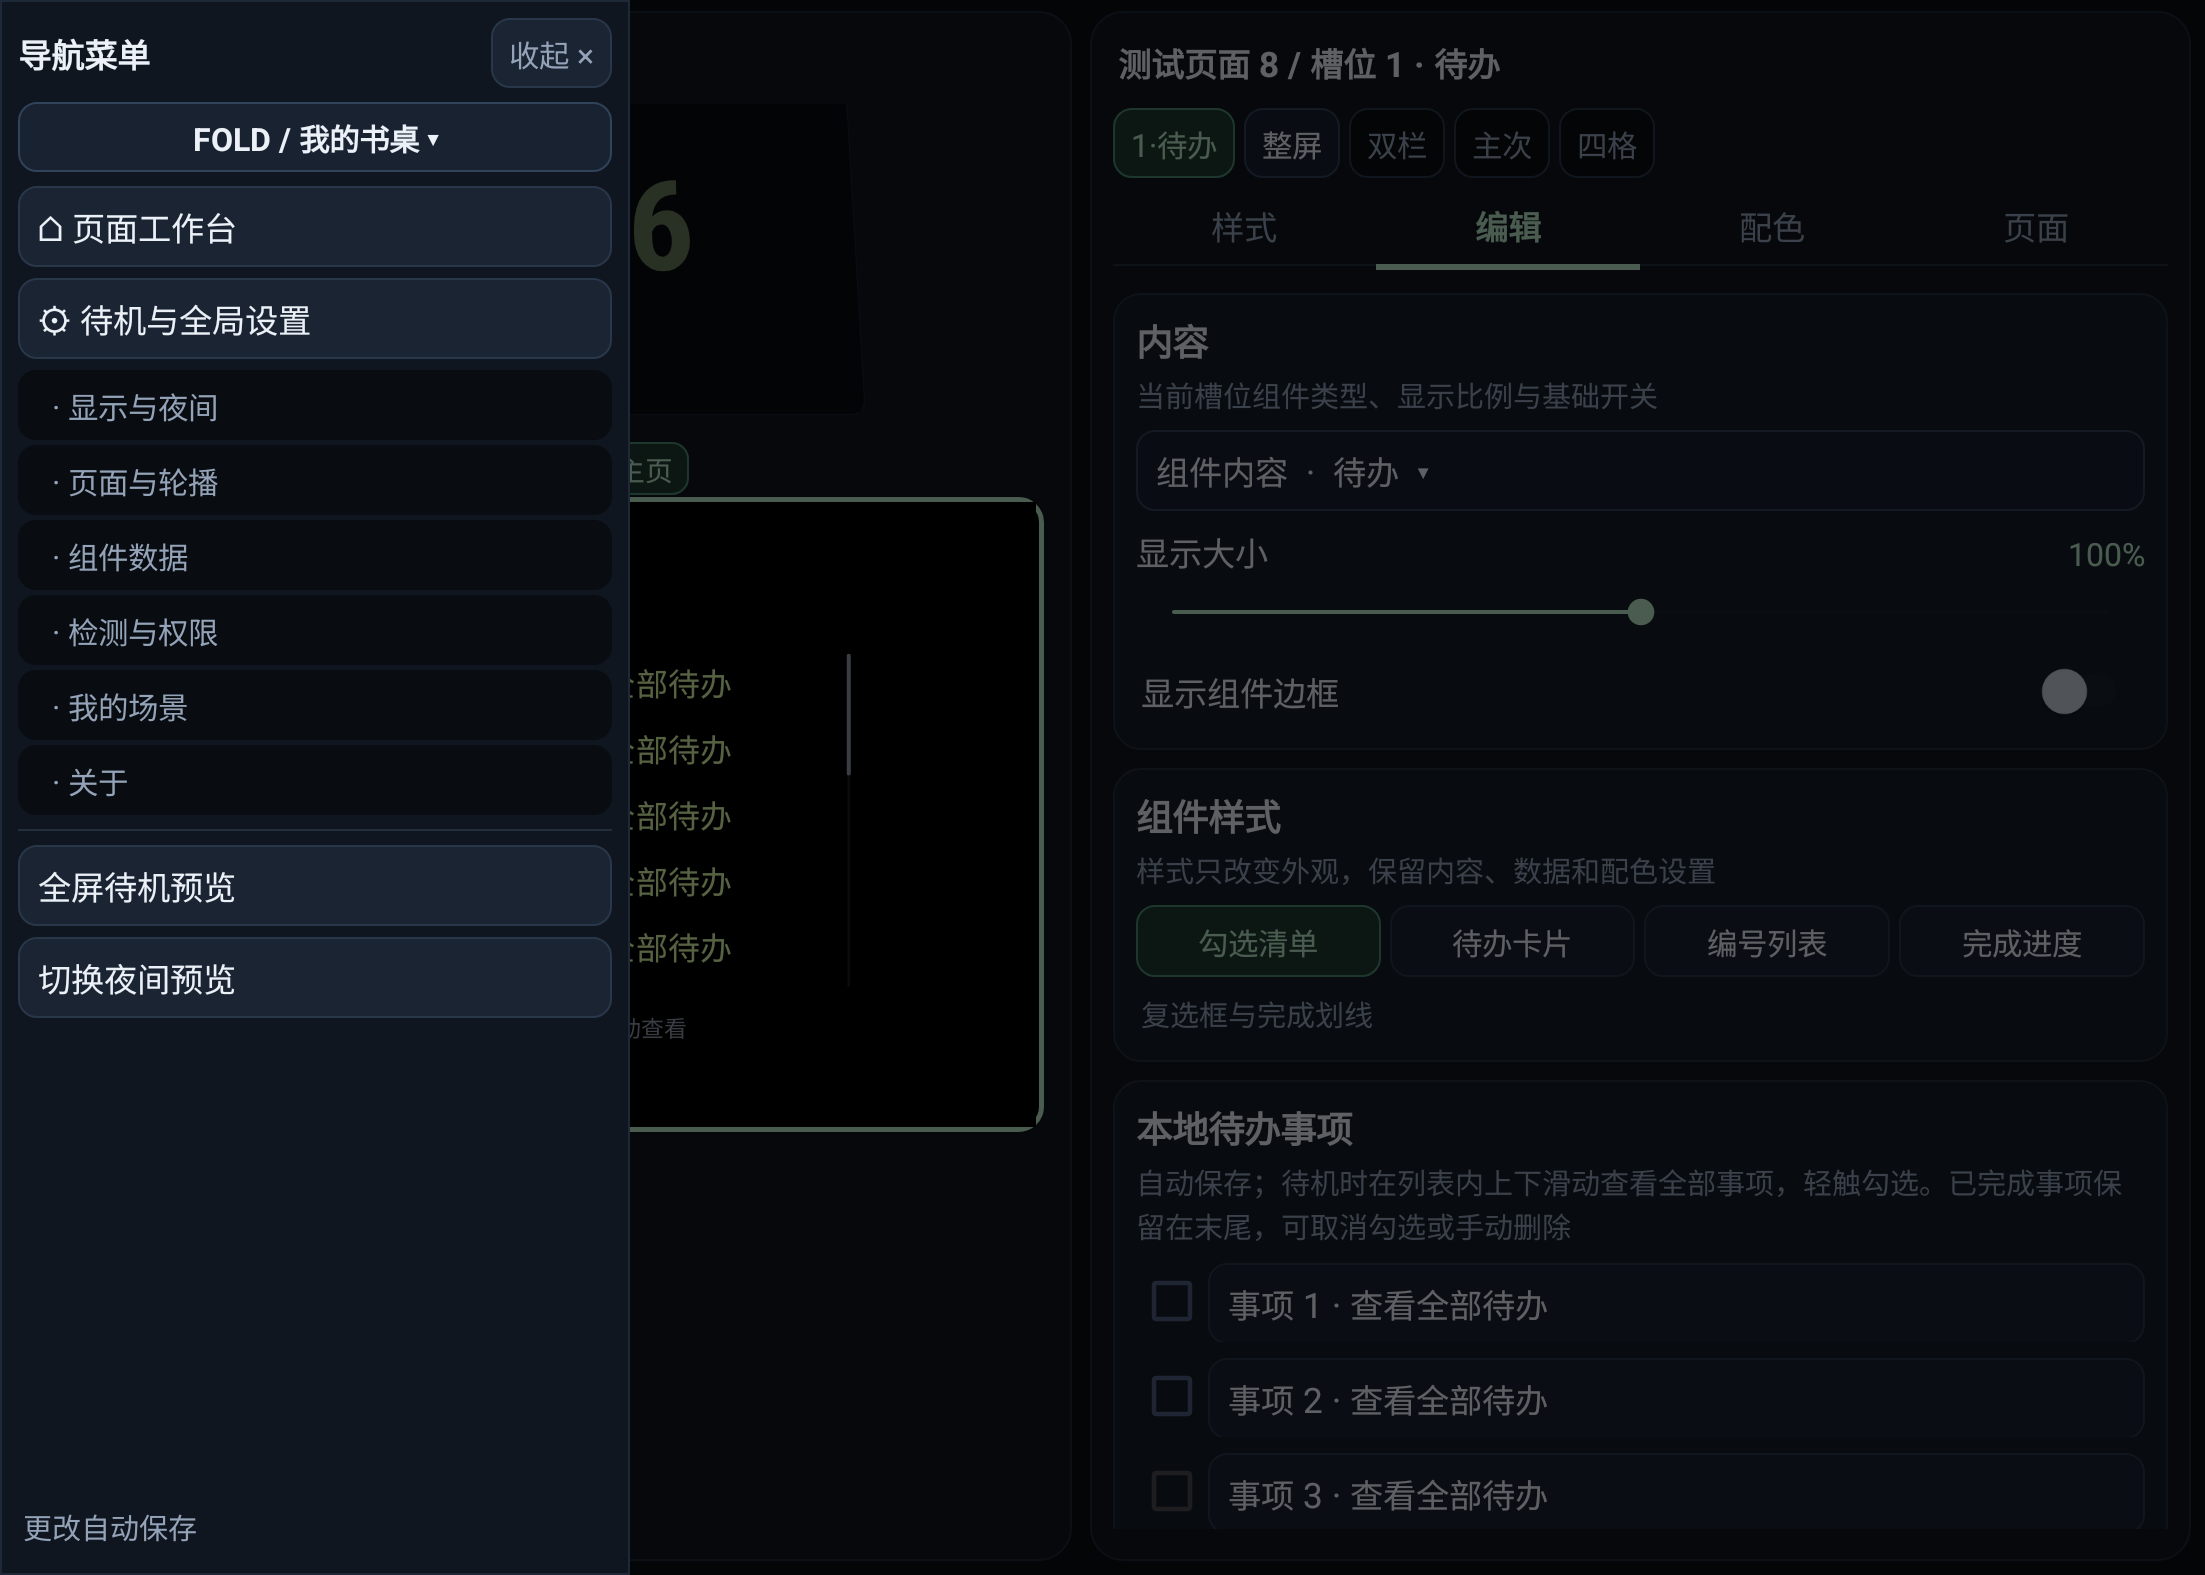 导航菜单
收起 ×
FOLD / 我的书桌 ▾
页面工作台
待机与全局设置
· 显示与夜间
· 页面与轮播
· 组件数据
· 检测与权限
· 我的场景
· 关于
全屏待机预览
切换夜间预览
更改自动保存
6
主页
部待办
部待办
部待办
部待办
部待办
动查看
测试页面 8 / 槽位 1 · 待办
1·待办
整屏
双栏
主次
四格
样式
编辑
配色
页面
内容
当前槽位组件类型、显示比例与基础开关
组件内容 · 待办 ▾
显示大小
100%
显示组件边框
组件样式
样式只改变外观，保留内容、数据和配色设置
勾选清单
待办卡片
编号列表
完成进度
复选框与完成划线
本地待办事项
自动保存；待机时在列表内上下滑动查看全部事项，轻触勾选。已完成事项保
留在末尾，可取消勾选或手动删除
事项 1 · 查看全部待办
事项 2 · 查看全部待办
事项 3 · 查看全部待办